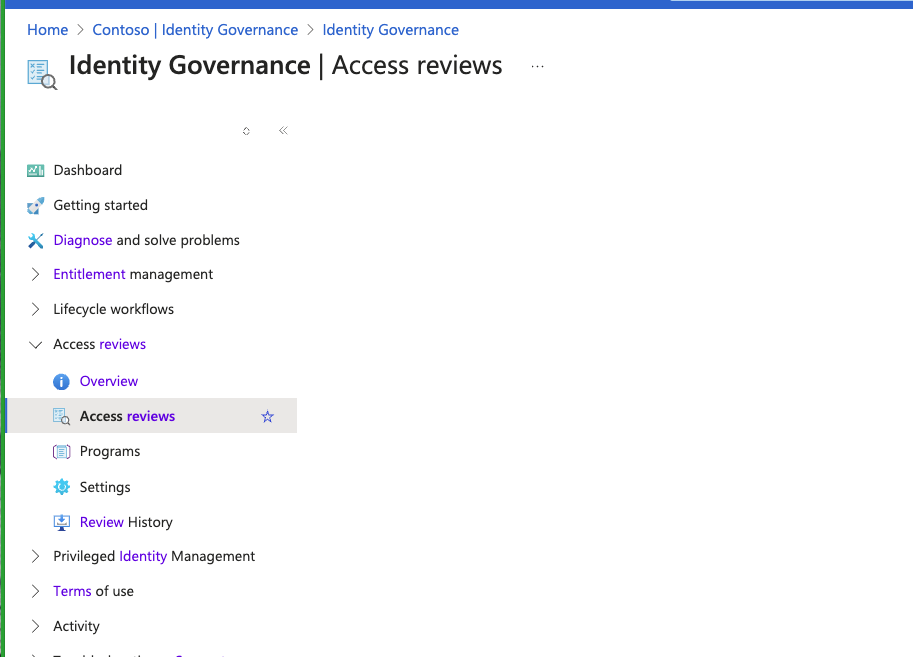 Home > Contoso | Identity Governance > Identity Governance
Identity Governance | Access reviews ...
Dashboard
Getting started
Diagnose and solve problems
Entitlement management
Lifecycle workflows
Access reviews
Overview
Access reviews
Programs
Settings
Review History
Privileged Identity Management
Terms of use
Activity